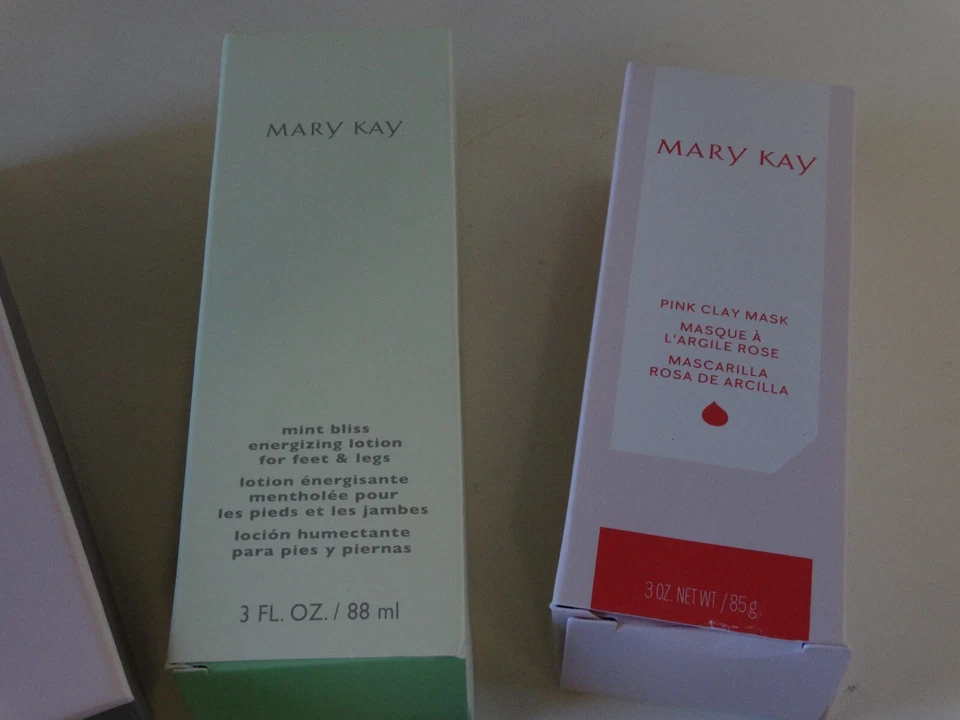 MARY KAY
mint bliss
energizing lotion
for feet & legs
lotion énergisante
mentholée pour
les pieds et les jambes
loción humectante
para pies y piernas
3 FL. OZ. / 88 ml
MARY KAY
PINK CLAY MASK
MASQUE À
L'ARGILE ROSE
MASCARILLA
ROSA DE ARCILLA
3 OZ. NET WT. / 85 g